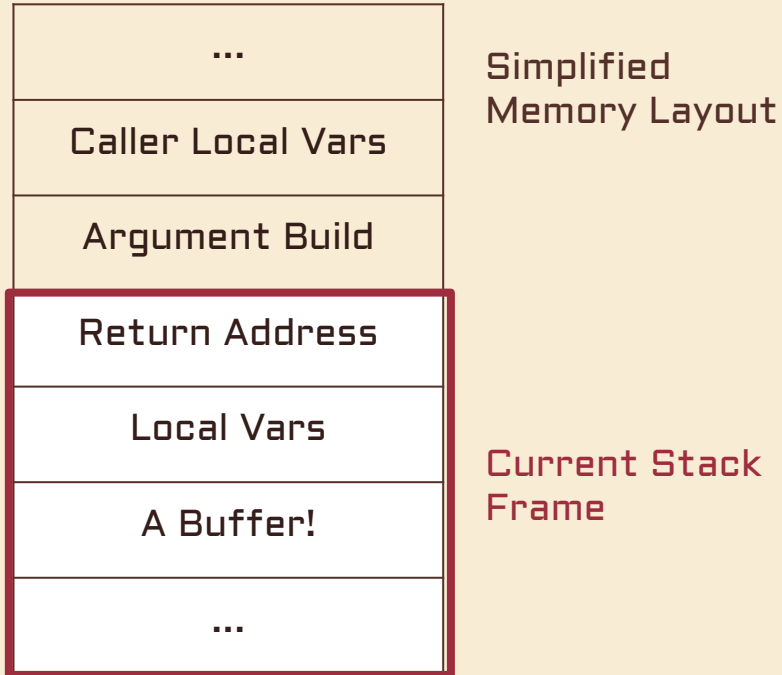 ...
Caller Local Vars
Simplified
Memory Layout
Argument Build
Return Address
Local Vars
A Buffer!
Current Stack
Frame
...